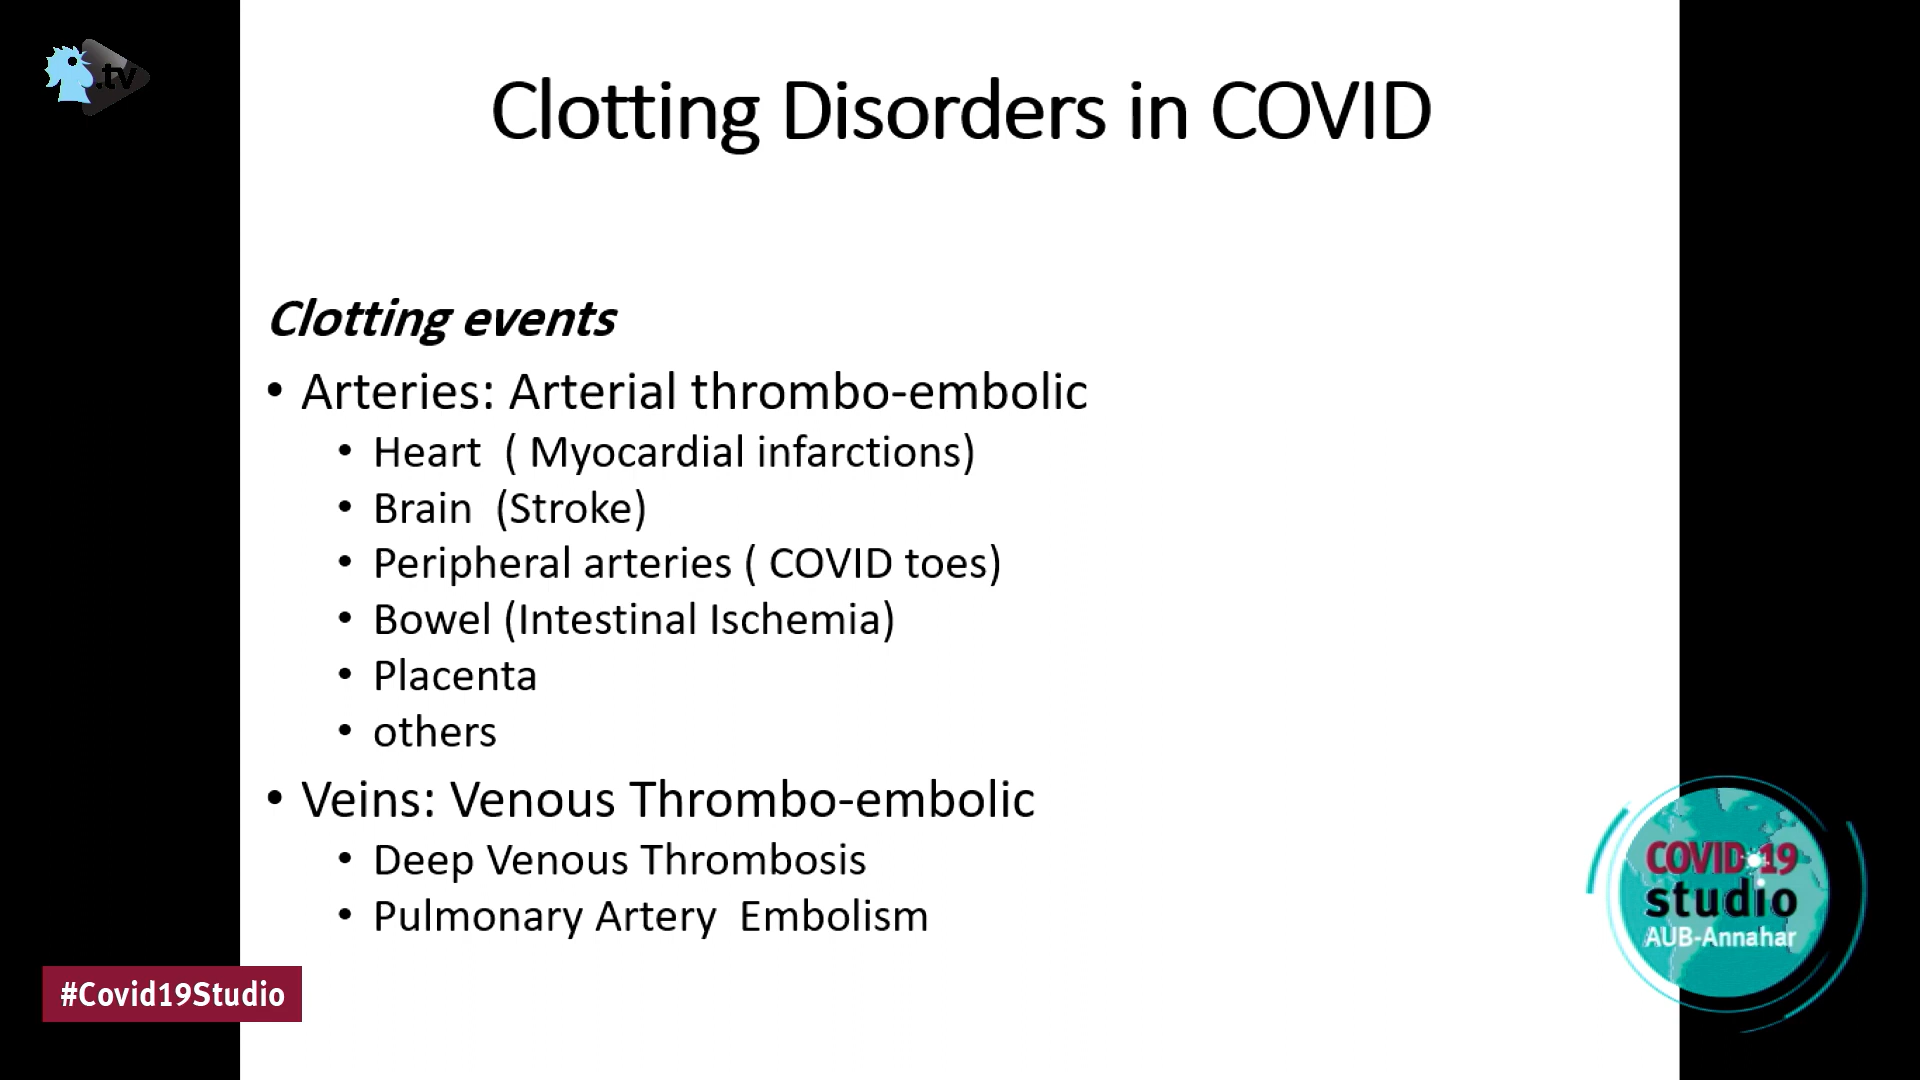 .tv
Clotting Disorders in COVID
Clotting events
• Arteries: Arterial thrombo-embolic
• Heart ( Myocardial infarctions)
• Brain (Stroke)
• Peripheral arteries ( COVID toes)
• Bowel (Intestinal Ischemia)
• Placenta
• others
• Veins: Venous Thrombo-embolic
• Deep Venous Thrombosis
• Pulmonary Artery Embolism
COVID 19
studio
AUB-Annahar
#Covid19Studio